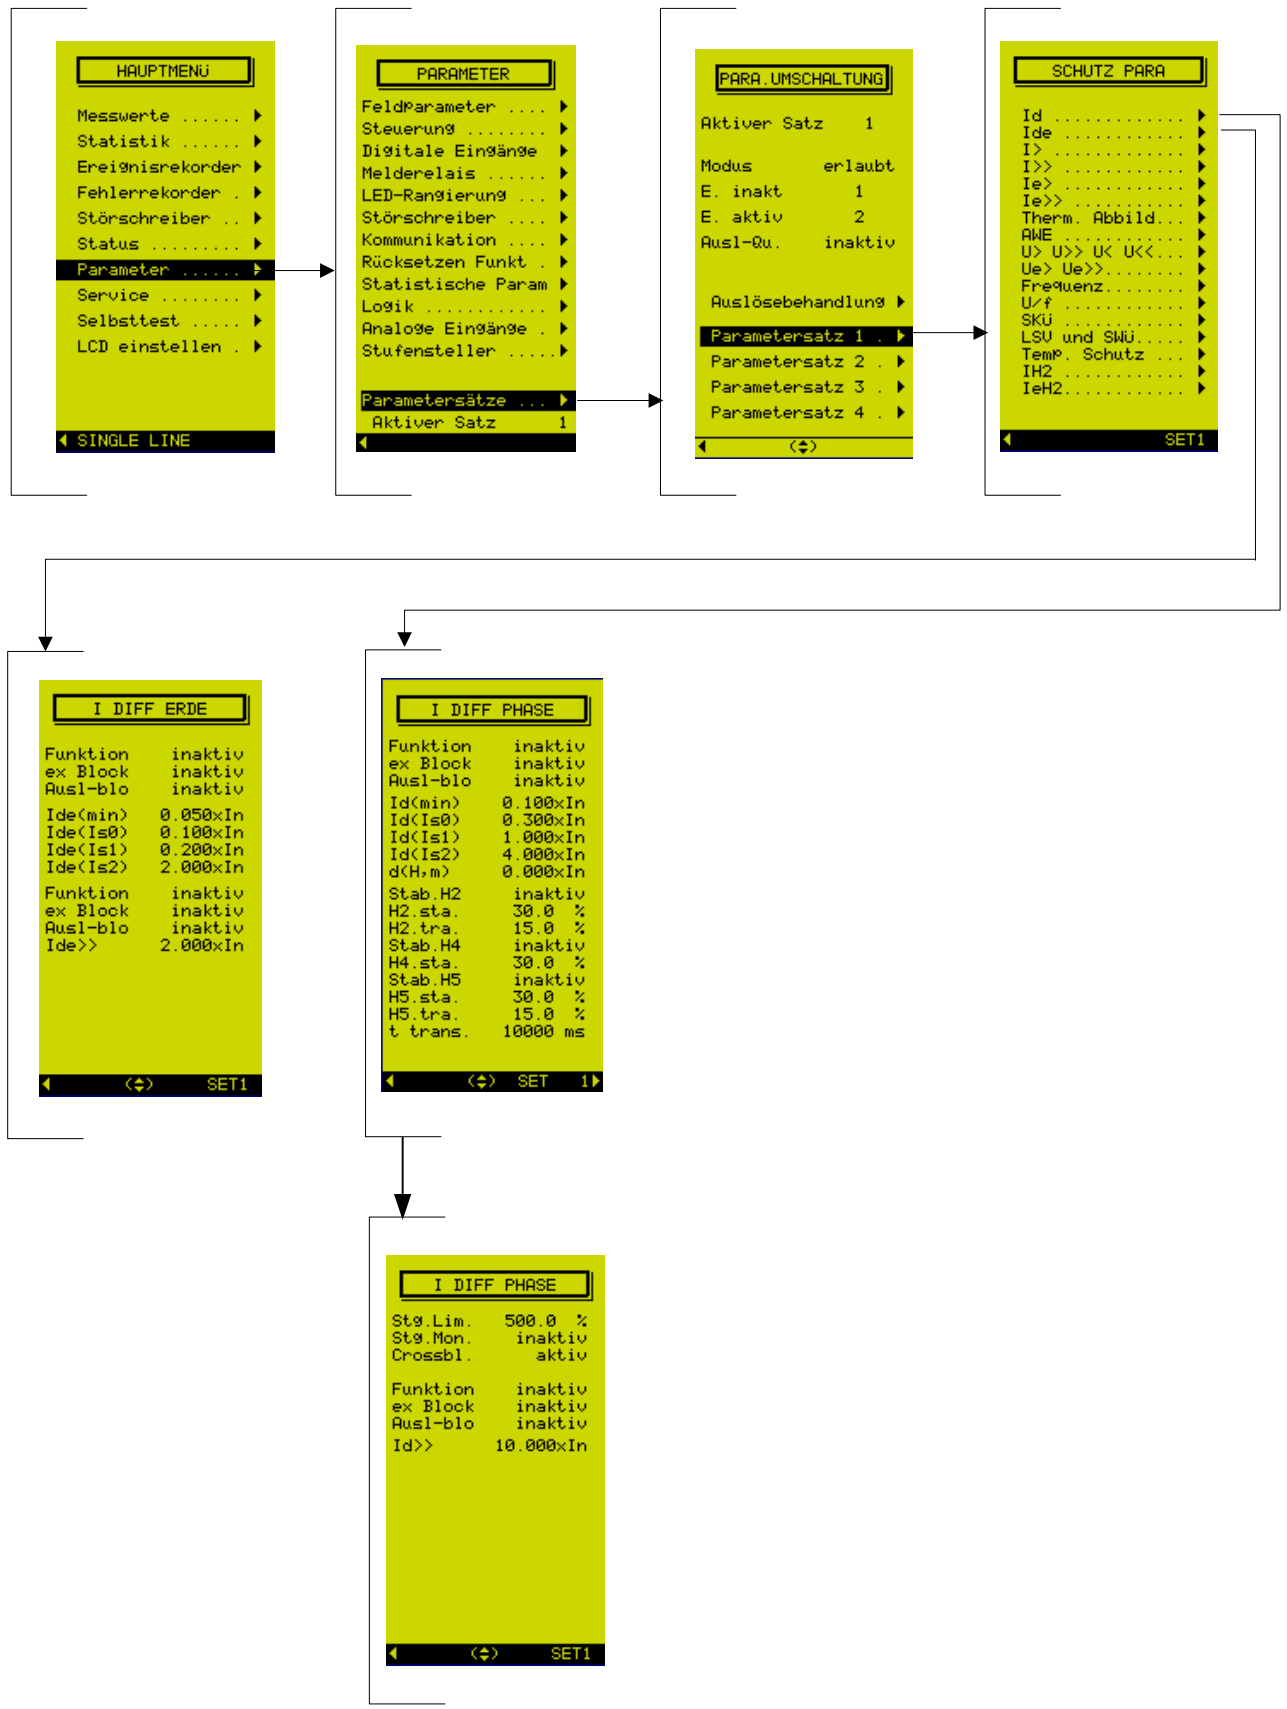 HAUPTMENü
Messwerte ......
Statistik ......
Ereignisrekorder
Fehlerrekorder .
Störschreiber ..
Status .........
Parameter ......
Service ........
Selbsttest .....
LCD einstellen .
SINGLE LINE
PARAMETER
Feldparameter ....
Steuerung ........
Digitale Eingänge
Melderelais ......
LED-Rangierung ...
Störschreiber ....
Kommunikation ....
Rücksetzen Funkt .
Statistische Param
Logik ............
Analoge Eingänge .
Stufensteller .....
Parametersätze ...
Aktiver Satz 1
PARA.UMSCHALTUNG
Aktiver Satz 1
Modus erlaubt
E. inakt 1
E. aktiv 2
Ausl-Qu. inaktiv
Auslösebehandlung
Parametersatz 1 .
Parametersatz 2 .
Parametersatz 3 .
Parametersatz 4 .
SCHUTZ PARA
Id .............
Ide ............
I> .............
I>> ............
Ie> ............
Ie>> ...........
Therm. Abbild...
AWE ............
U> U>> U< U<<...
Ue> Ue>>........
Frequenz........
U/f ............
SKü ............
LSV und SWü.....
Temp. Schutz ...
IH2 ............
IeH2............
SET1
I DIFF ERDE
Funktion inaktiv
ex Block inaktiv
Ausl-blo inaktiv
Ide(min) 0.050xIn
Ide(Is0) 0.100xIn
Ide(Is1) 0.200xIn
Ide(Is2) 2.000xIn
Funktion inaktiv
ex Block inaktiv
Ausl-blo inaktiv
Ide>> 2.000xIn
SET1
I DIFF PHASE
Funktion inaktiv
ex Block inaktiv
Ausl-blo inaktiv
Id(min) 0.100xIn
Id(Is0) 0.300xIn
Id(Is1) 1.000xIn
Id(Is2) 4.000xIn
d(H,m) 0.000xIn
Stab.H2 inaktiv
H2.sta. 30.0 %
H2.tra. 15.0 %
Stab.H4 inaktiv
H4.sta. 30.0 %
Stab.H5 inaktiv
H5.sta. 30.0 %
H5.tra. 15.0 %
t trans. 10000 ms
SET 1
I DIFF PHASE
Stg.Lim. 500.0 %
Stg.Mon. inaktiv
Crossbl. aktiv
Funktion inaktiv
ex Block inaktiv
Ausl-blo inaktiv
Id>> 10.000xIn
SET1